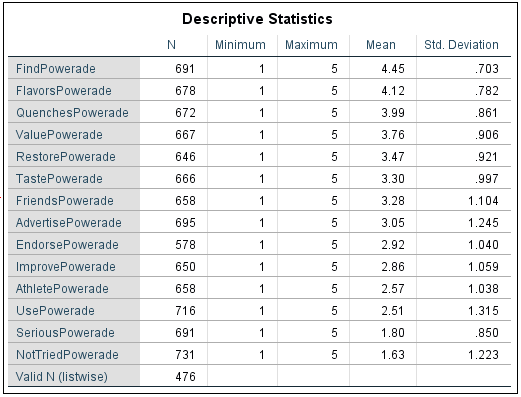 Descriptive Statistics
N Minimum Maximum Mean Std. Deviation
FindPowerade 691 1 5 4.45 .703
FlavorsPowerade 678 1 5 4.12 .782
QuenchesPowerade 672 1 5 3.99 .861
ValuePowerade 667 1 5 3.76 .906
RestorePowerade 646 1 5 3.47 .921
TastePowerade 666 1 5 3.30 .997
FriendsPowerade 658 1 5 3.28 1.104
AdvertisePowerade 695 1 5 3.05 1.245
EndorsePowerade 578 1 5 2.92 1.040
ImprovePowerade 650 1 5 2.86 1.059
AthletePowerade 658 1 5 2.57 1.038
UsePowerade 716 1 5 2.51 1.315
SeriousPowerade 691 1 5 1.80 .850
NotTriedPowerade 731 1 5 1.63 1.223
Valid N (listwise) 476